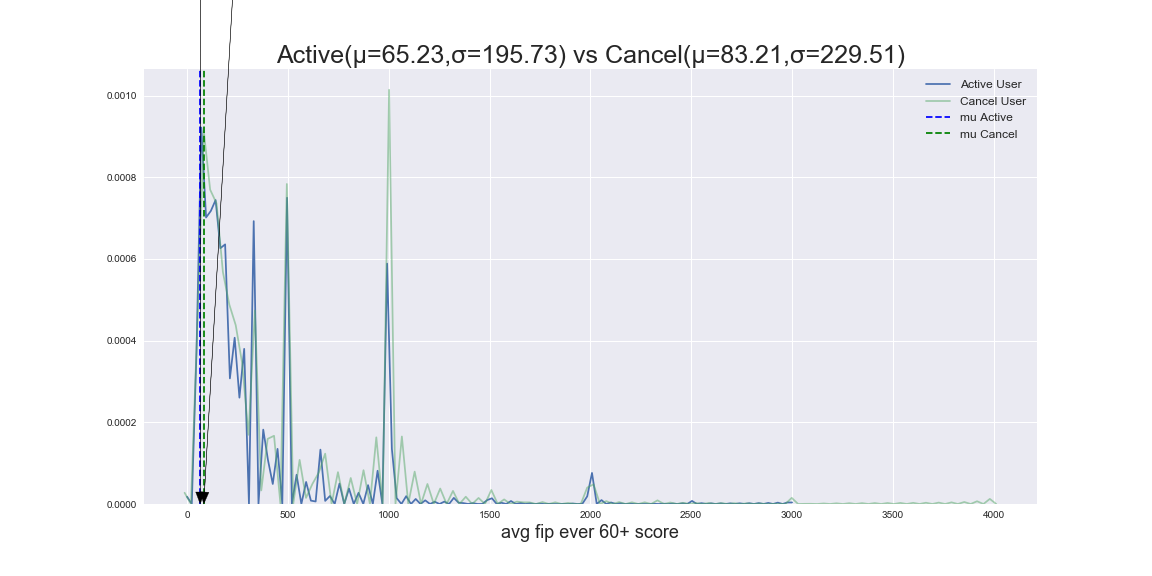 Active(μ=65.23,σ=195.73) vs Cancel(μ=83.21,σ=229.51)
Active User
Cancel User
mu Active
mu Cancel
0.0010
0.0008
0.0006
0.0004
0.0002
0.0000
0 500 1000 1500 2000 2500 3000 3500 4000
avg fip ever 60+ score